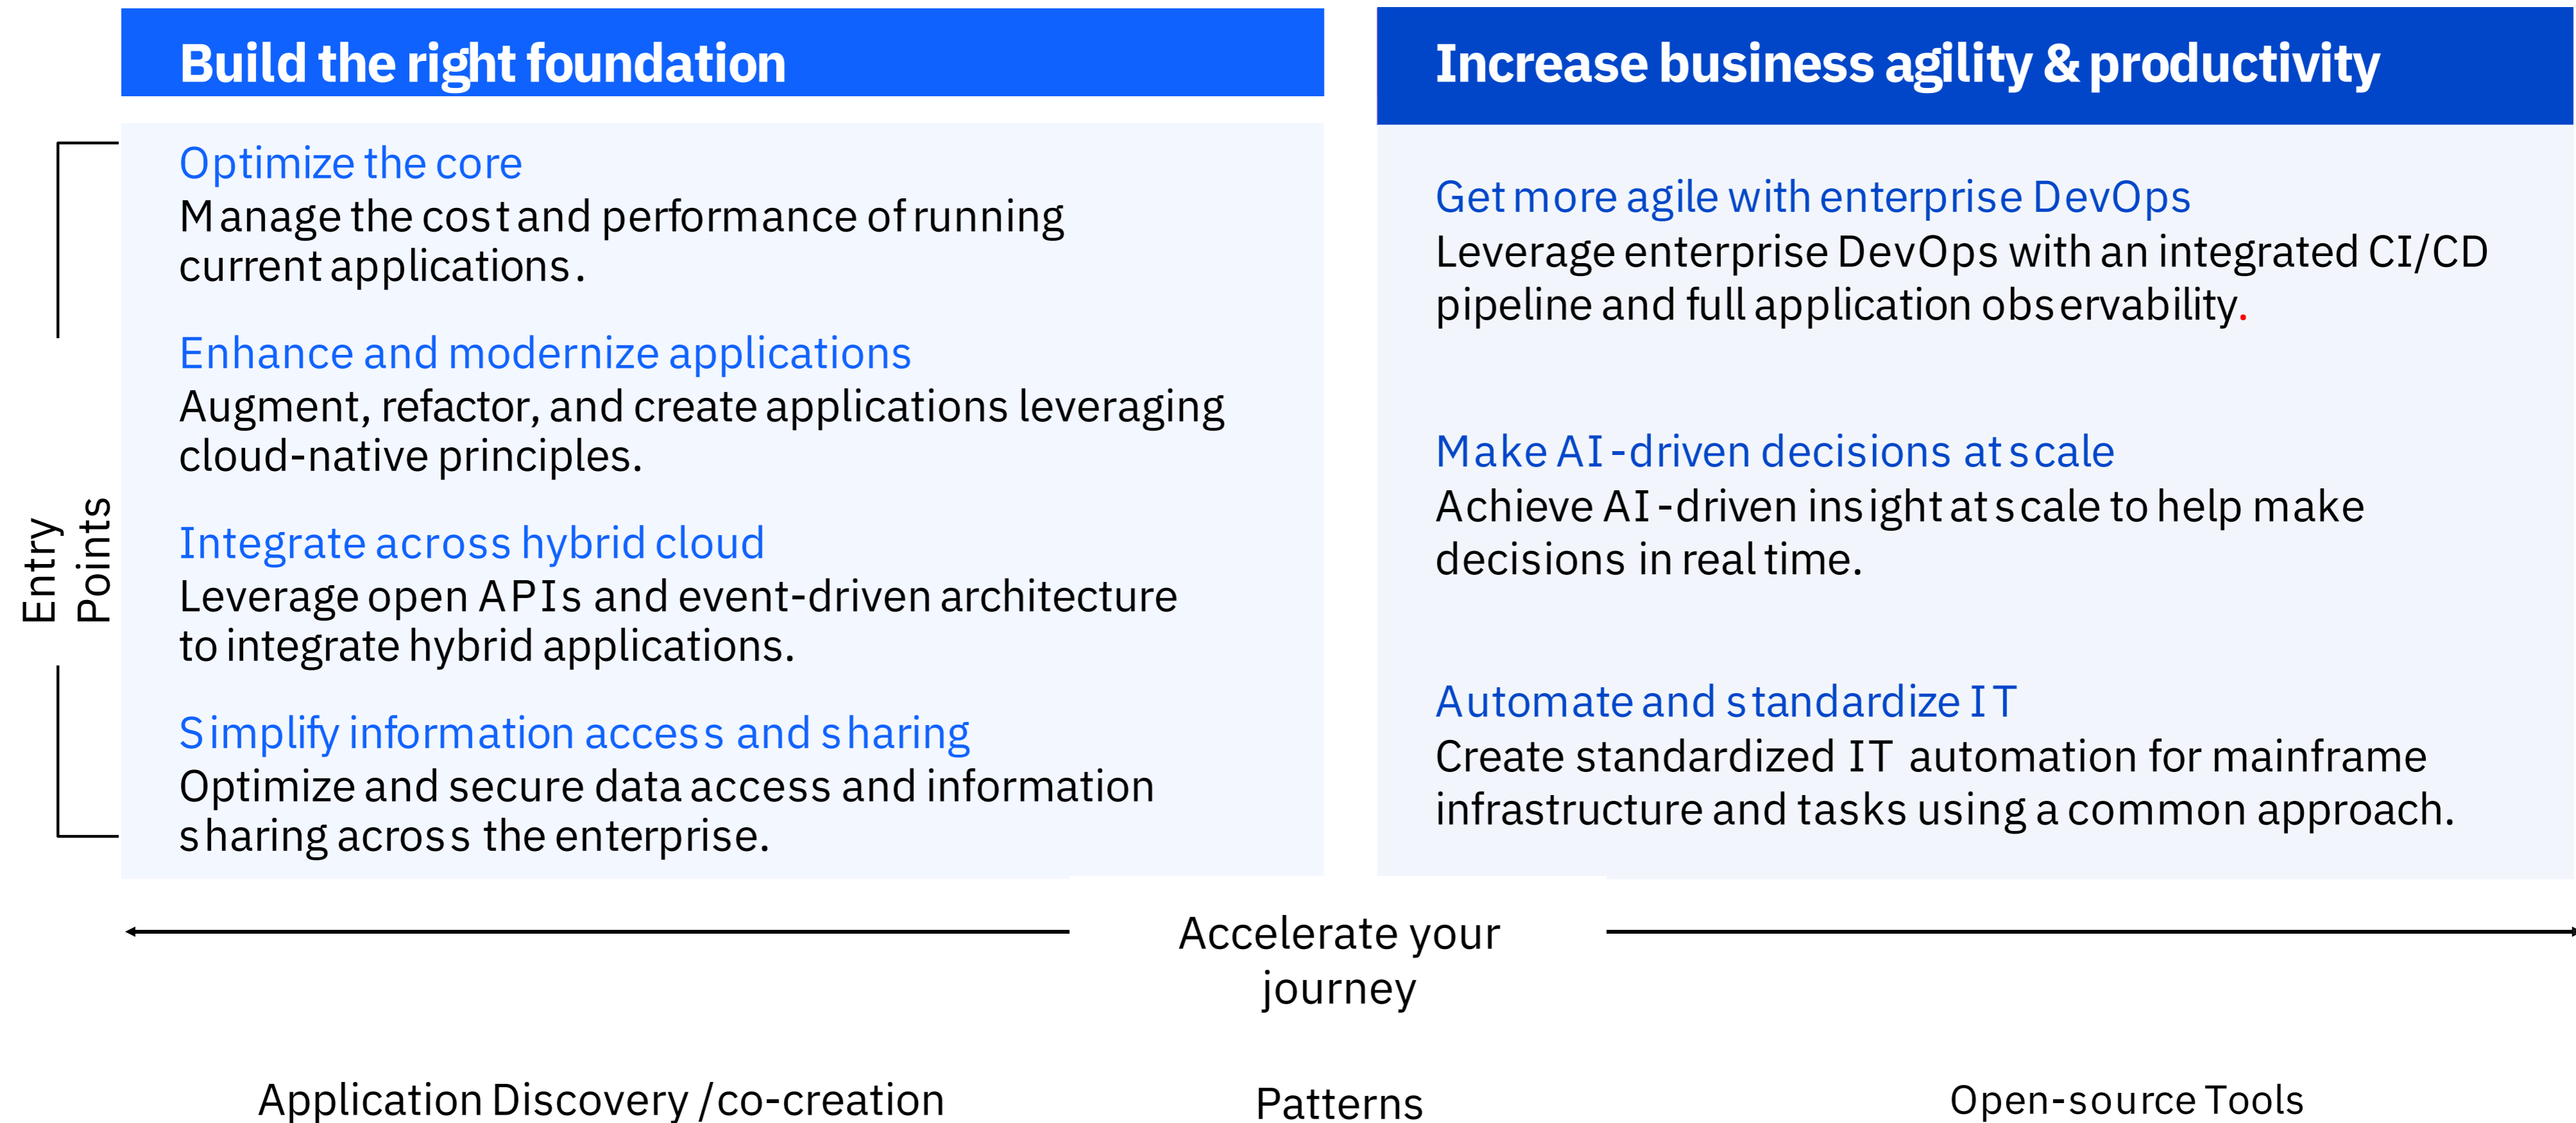 Build the right foundation
Optimize the core
Manage the cost and performance of running
current applications.
Enhance and modernize applications
Augment, refactor, and create applications leveraging
cloud-native principles.
Integrate across hybrid cloud
Leverage open APIs and event-driven architecture
to integrate hybrid applications.
Simplify information access and sharing
Optimize and secure data access and information
sharing across the enterprise.
Entry
Points
Increase business agility & productivity
Get more agile with enterprise DevOps
Leverage enterprise DevOps with an integrated CI/CD
pipeline and full application observability.
Make AI-driven decisions at scale
Achieve AI-driven insight at scale to help make
decisions in real time.
Automate and standardize IT
Create standardized IT automation for mainframe
infrastructure and tasks using a common approach.
Accelerate your
journey
Application Discovery /co-creation
Patterns
Open-source Tools